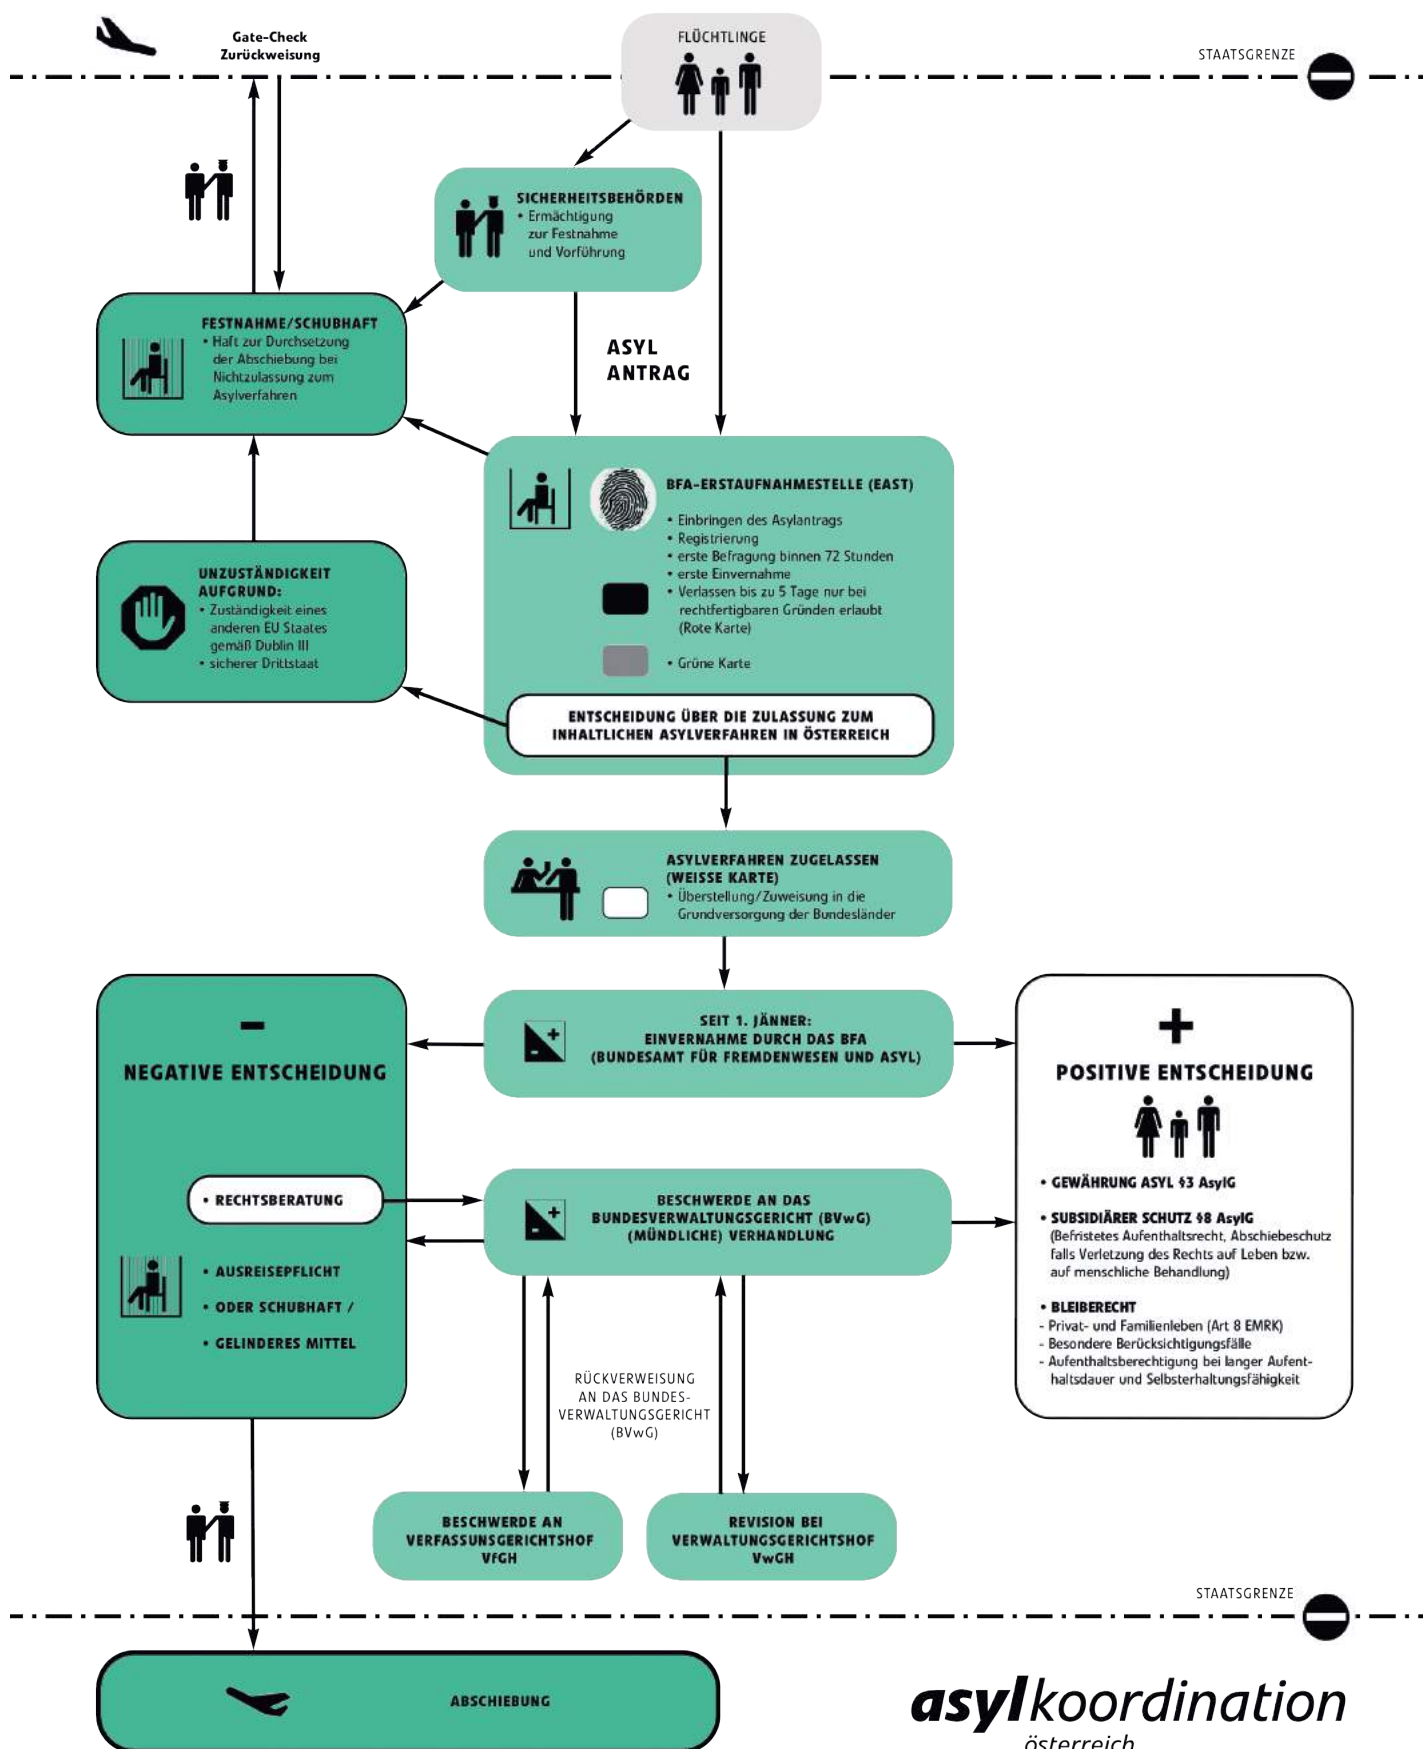 Gate-Check
Zurückweisung
FLÜCHTLINGE
STAATSGRENZE
SICHERHEITSBEHÖRDEN
• Ermächtigung
zur Festnahme
und Vorführung
FESTNAHME/SCHUBHAFT
• Haft zur Durchsetzung
der Abschiebung bei
Nichtzulassung zum
Asylverfahren
ASYL
ANTRAG
BFA-ERSTAUFNAHMESTELLE (EAST)
• Einbringen des Asylantrags
• Registrierung
• erste Befragung binnen 72 Stunden
• erste Einvernahme
• Verlassen bis zu 5 Tage nur bei
rechtfertigbaren Gründen erlaubt
(Rote Karte)
• Grüne Karte
UNZUSTÄNDIGKEIT
AUFGRUND:
• Zuständigkeit eines
anderen EU Staates
gemäß Dublin III
• sicherer Drittstaat
ENTSCHEIDUNG ÜBER DIE ZULASSUNG ZUM
INHALTLICHEN ASYLVERFAHREN IN ÖSTERREICH
ASYLVERFAHREN ZUGELASSEN
(WEISSE KARTE)
• Überstellung/Zuweisung in die
Grundversorgung der Bundesländer
SEIT 1. JÄNNER:
EINVERNAHME DURCH DAS BFA
(BUNDESAMT FÜR FREMDENWESEN UND ASYL)
-
NEGATIVE ENTSCHEIDUNG
• RECHTSBERATUNG
• AUSREISEPFLICHT
• ODER SCHUBHAFT /
• GELINDERES MITTEL
BESCHWERDE AN DAS
BUNDESVERWALTUNGSGERICHT (BVwG)
(MÜNDLICHE) VERHANDLUNG
+
POSITIVE ENTSCHEIDUNG
• GEWÄHRUNG ASYL §3 AsylG
• SUBSIDIÄRER SCHUTZ §8 AsylG
(Befristetes Aufenthaltsrecht, Abschiebeschutz
falls Verletzung des Rechts auf Leben bzw.
auf menschliche Behandlung)
• BLEIBERECHT
- Privat- und Familienleben (Art 8 EMRK)
- Besondere Berücksichtigungsfälle
- Aufenthaltsberechtigung bei langer Aufent-
haltsdauer und Selbsterhaltungsfähigkeit
RÜCKVERWEISUNG
AN DAS BUNDES-
VERWALTUNGSGERICHT
(BVwG)
BESCHWERDE AN
VERFASSUNSGERICHTSHOF
VfGH
REVISION BEI
VERWALTUNGSGERICHTSHOF
VwGH
STAATSGRENZE
ABSCHIEBUNG
asylkoordination
österreich